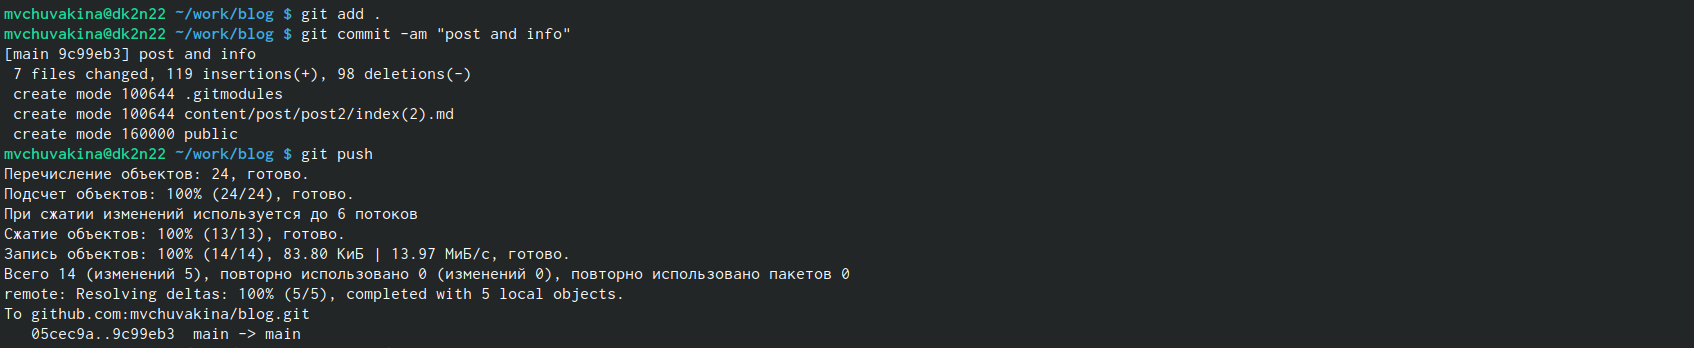 mvchuvakina@dk2n22 ~/work/blog $ git add .
mvchuvakina@dk2n22 ~/work/blog $ git commit -am "post and info"
[main 9c99eb3] post and info
 7 files changed, 119 insertions(+), 98 deletions(-)
 create mode 100644 .gitmodules
 create mode 100644 content/post/post2/index(2).md
 create mode 160000 public
mvchuvakina@dk2n22 ~/work/blog $ git push
Перечисление объектов: 24, готово.
Подсчет объектов: 100% (24/24), готово.
При сжатии изменений используется до 6 потоков
Сжатие объектов: 100% (13/13), готово.
Запись объектов: 100% (14/14), 83.80 КиБ | 13.97 МиБ/с, готово.
Всего 14 (изменений 5), повторно использовано 0 (изменений 0), повторно использовано пакетов 0
remote: Resolving deltas: 100% (5/5), completed with 5 local objects.
To github.com:mvchuvakina/blog.git
   05cec9a..9c99eb3  main -> main